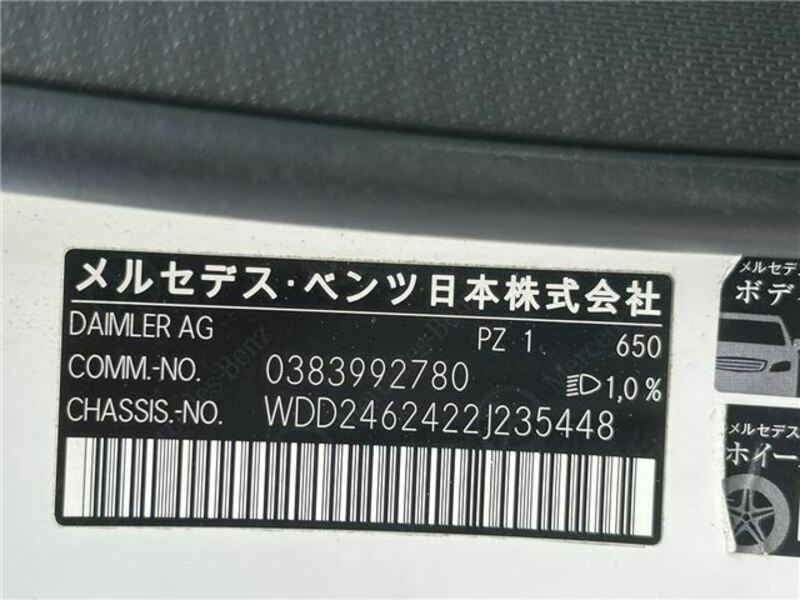 メルセデス・ベンツ日本株式会社
DAIMLER AG PZ 1 650
COMM.-NO. 0383992780 1,0 %
CHASSIS.-NO. WDD2462422J235448
メルセデ
ボデ
メルセデス
ホイー